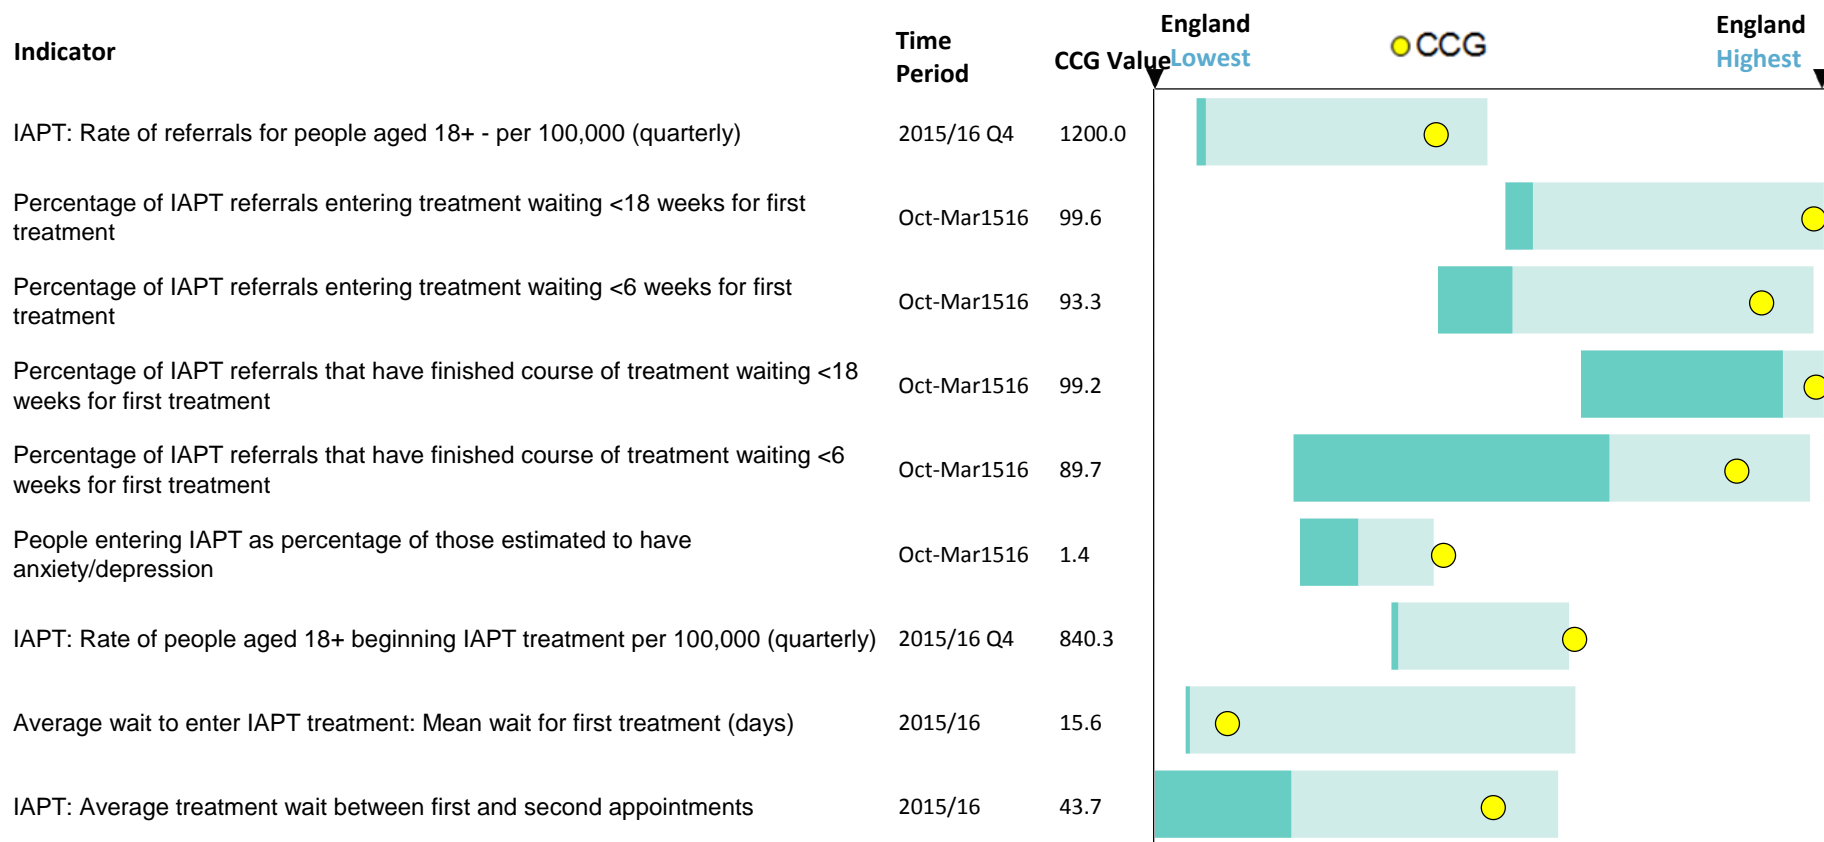 Indicator
Time Period
CCG Value
England Lowest
CCG
England Highest
IAPT: Rate of referrals for people aged 18+ - per 100,000 (quarterly) 2015/16 Q4 1200.0
Percentage of IAPT referrals entering treatment waiting <18 weeks for first
treatment
Oct-Mar1516 99.6
Percentage of IAPT referrals entering treatment waiting <6 weeks for first
treatment
Oct-Mar1516 93.3
Percentage of IAPT referrals that have finished course of treatment waiting <18
weeks for first treatment
Oct-Mar1516 99.2
Percentage of IAPT referrals that have finished course of treatment waiting <6
weeks for first treatment
Oct-Mar1516 89.7
People entering IAPT as percentage of those estimated to have
anxiety/depression
Oct-Mar1516 1.4
IAPT: Rate of people aged 18+ beginning IAPT treatment per 100,000 (quarterly) 2015/16 Q4 840.3
Average wait to enter IAPT treatment: Mean wait for first treatment (days) 2015/16 15.6
IAPT: Average treatment wait between first and second appointments 2015/16 43.7